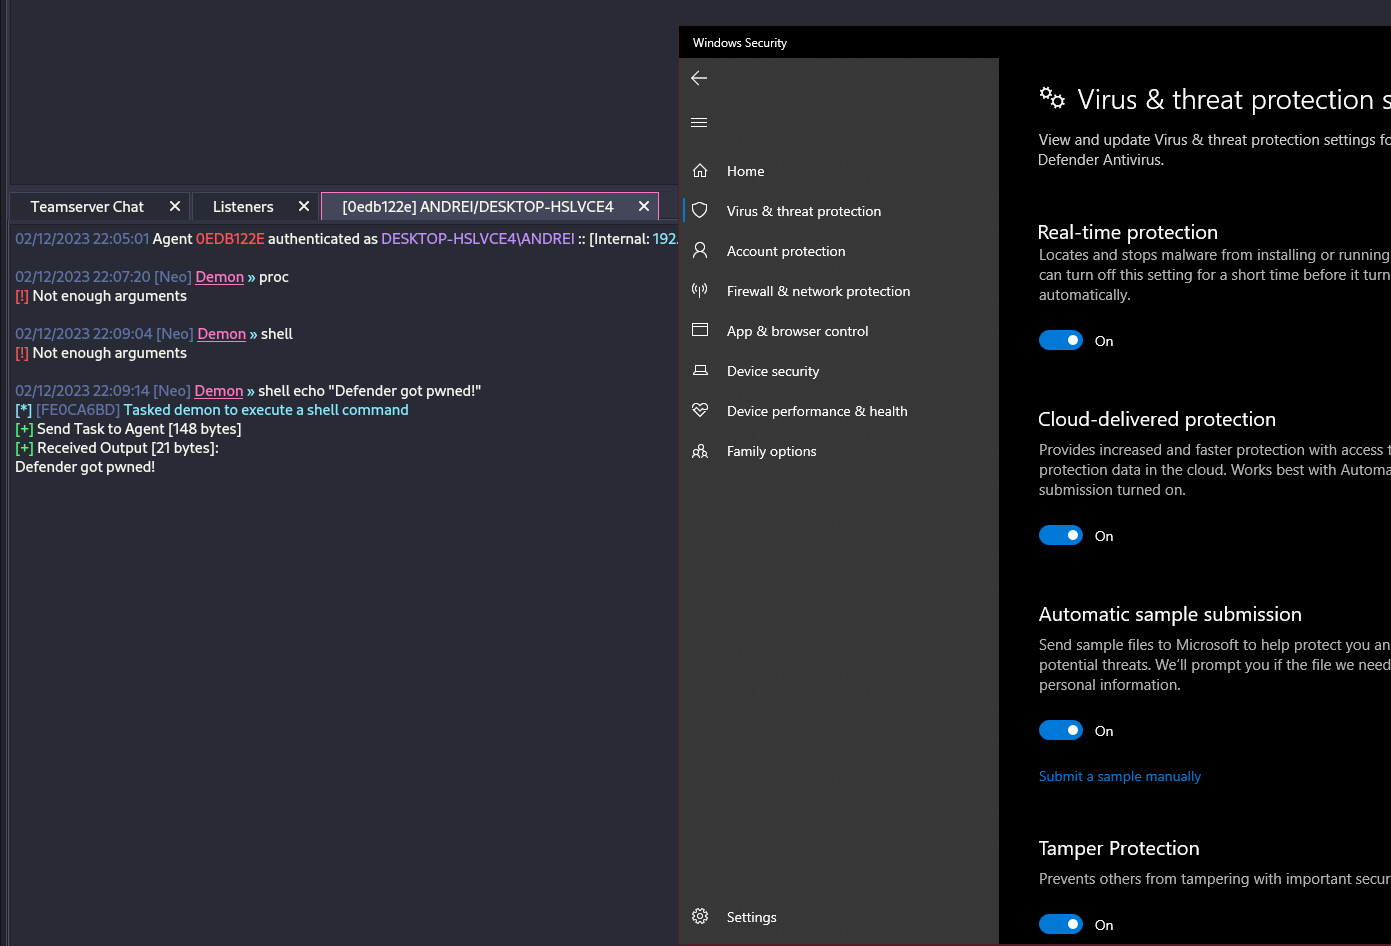 Teamserver Chat ✕ Listeners ✕ [0edb122e] ANDREI/DESKTOP-HSLVCE4 ✕
02/12/2023 22:05:01 Agent 0EDB122E authenticated as DESKTOP-HSLVCE4\ANDREI :: [Internal: 192.
02/12/2023 22:07:20 [Neo] Demon » proc
[!] Not enough arguments
02/12/2023 22:09:04 [Neo] Demon » shell
[!] Not enough arguments
02/12/2023 22:09:14 [Neo] Demon » shell echo "Defender got pwned!"
[*] [FE0CA6BD] Tasked demon to execute a shell command
[+] Send Task to Agent [148 bytes]
[+] Received Output [21 bytes]:
Defender got pwned!
Windows Security
Home
Virus & threat protection
Account protection
Firewall & network protection
App & browser control
Device security
Device performance & health
Family options
Settings
Virus & threat protection s
View and update Virus & threat protection settings fo
Defender Antivirus.
Real-time protection
Locates and stops malware from installing or running
can turn off this setting for a short time before it turn
automatically.
On
Cloud-delivered protection
Provides increased and faster protection with access t
protection data in the cloud. Works best with Automa
submission turned on.
On
Automatic sample submission
Send sample files to Microsoft to help protect you an
potential threats. We'll prompt you if the file we need
personal information.
On
Submit a sample manually
Tamper Protection
Prevents others from tampering with important secur
On